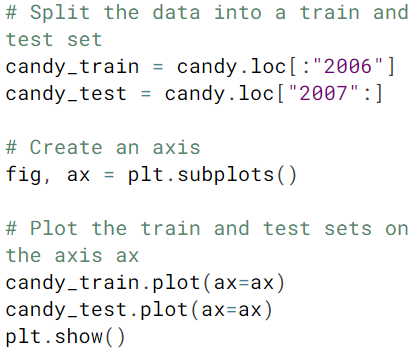 # Split the data into a train and
test set
candy_train = candy.loc[:"2006"]
candy_test = candy.loc["2007":]
# Create an axis
fig, ax = plt.subplots()
# Plot the train and test sets on
the axis ax
candy_train.plot(ax=ax)
candy_test.plot(ax=ax)
plt.show()